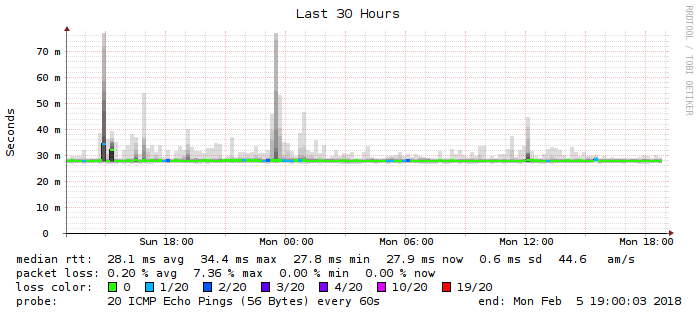 Last 30 Hours
RRDTOOL / TOBI OETIKER
Seconds
70 m
60 m
50 m
40 m
30 m
20 m
10 m
0
Sun 18:00 Mon 00:00 Mon 06:00 Mon 12:00 Mon 18:00
median rtt: 28.1 ms avg 34.4 ms max 27.8 ms min 27.9 ms now 0.6 ms sd 44.6 am/s
packet loss: 0.20 % avg 7.36 % max 0.00 % min 0.00 % now
loss color: 0 1/20 2/20 3/20 4/20 10/20 19/20
probe: 20 ICMP Echo Pings (56 Bytes) every 60s end: Mon Feb 5 19:00:03 2018